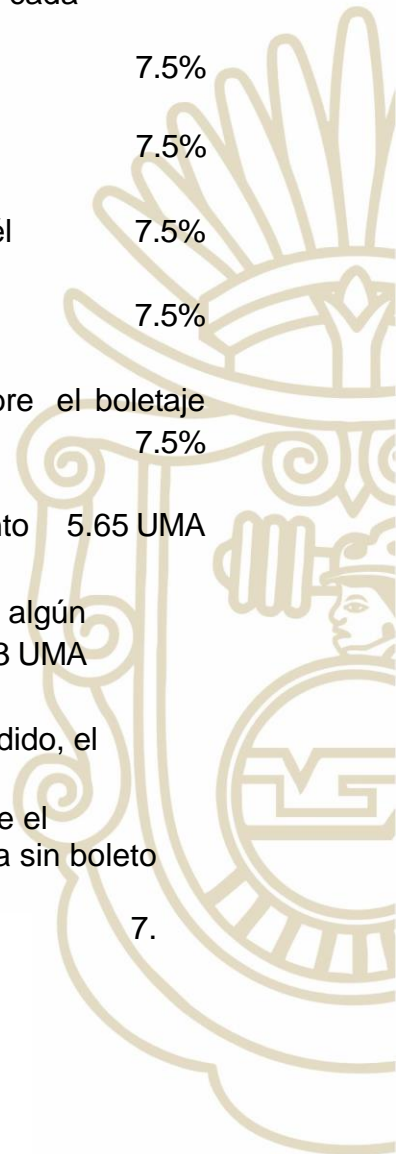 cada
7.5%
7.5%
él 7.5%
7.5%
bre el boletaje
7.5%
nto 5.65 UMA
algún
3 UMA
dido, el
e el
a sin boleto
7.